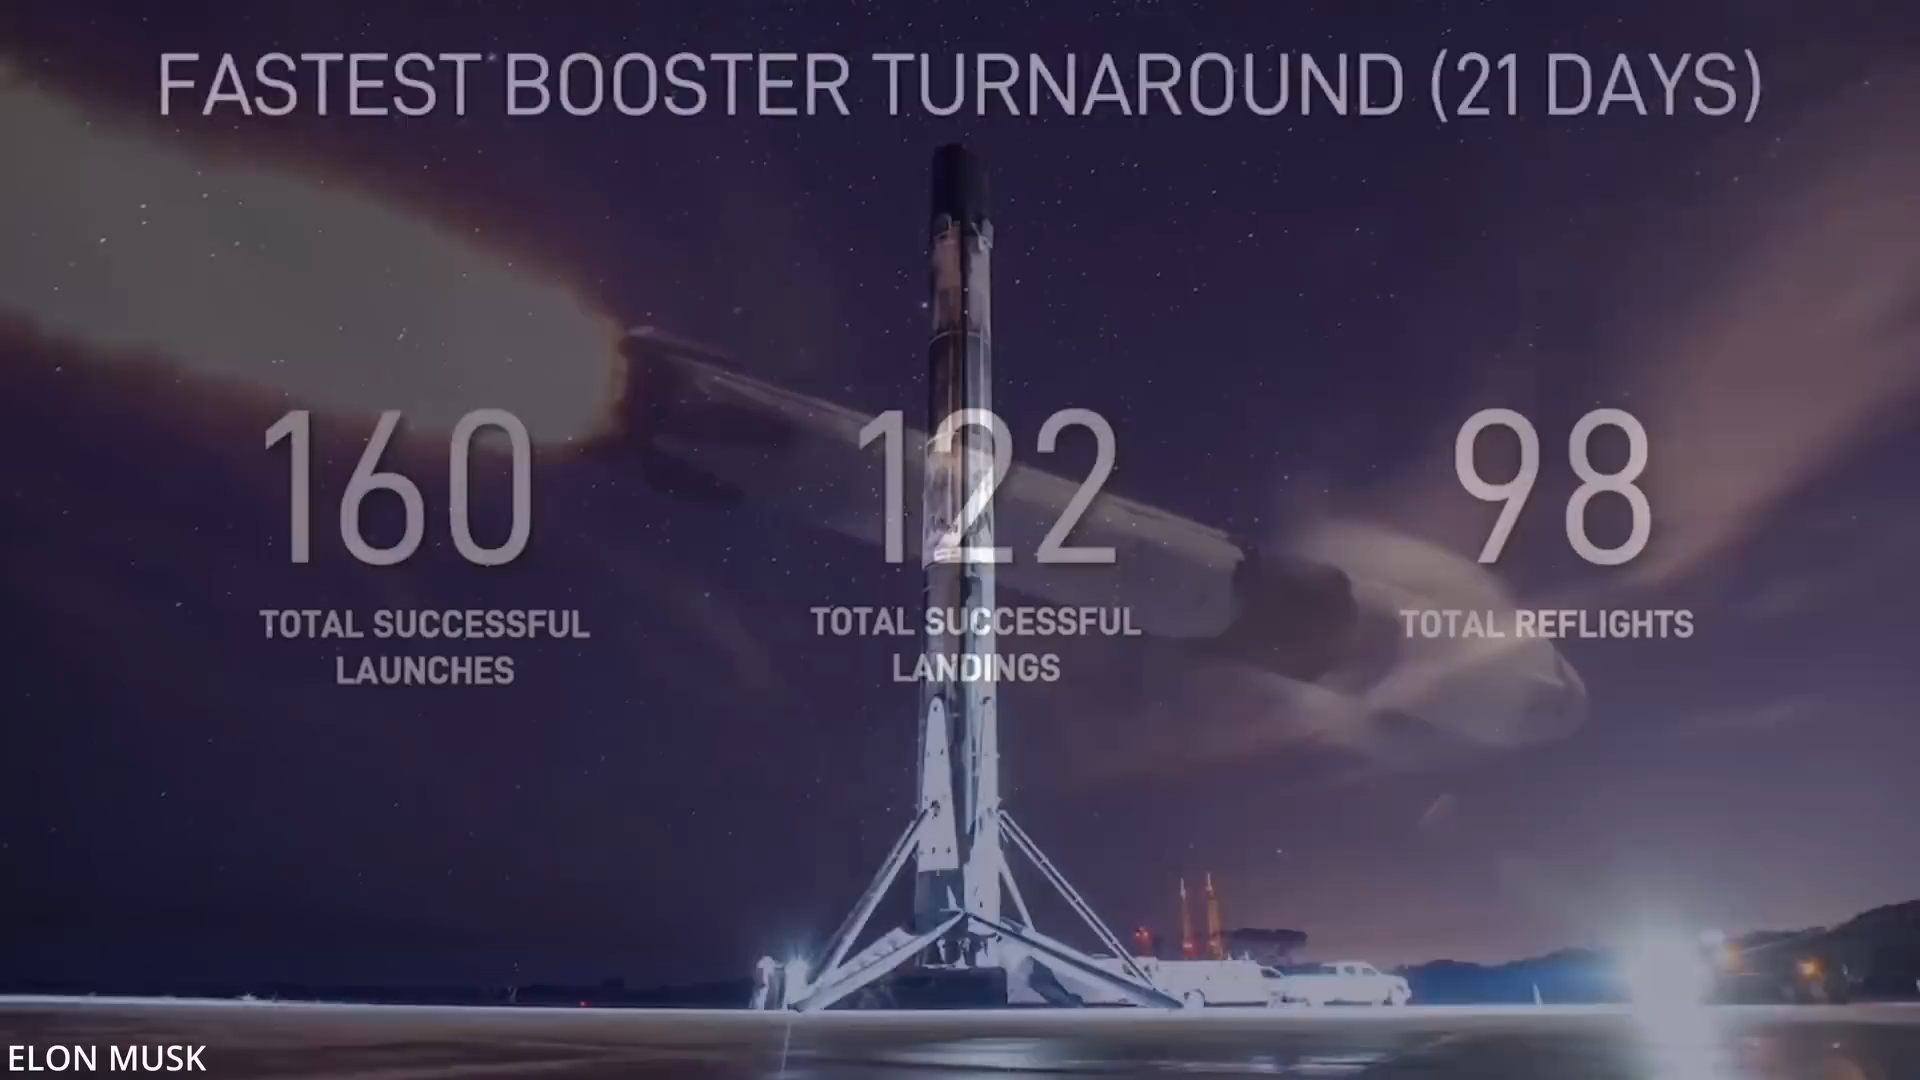 FASTEST BOOSTER TURNAROUND (21 DAYS)
160
TOTAL SUCCESSFUL
LAUNCHES
122
TOTAL SUCCESSFUL
LANDINGS
98
TOTAL REFLIGHTS
ELON MUSK